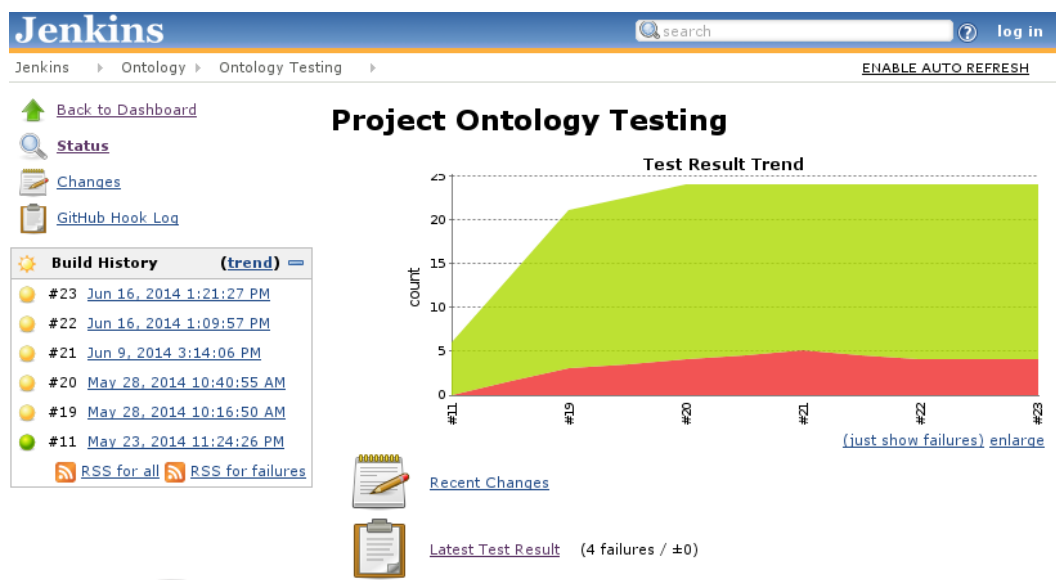 Jenkins
search
log in
Jenkins Ontology Ontology Testing
ENABLE AUTO REFRESH
Back to Dashboard
Status
Changes
GitHub Hook Log
Build History (trend)
#23 Jun 16, 2014 1:21:27 PM
#22 Jun 16, 2014 1:09:57 PM
#21 Jun 9, 2014 3:14:06 PM
#20 May 28, 2014 10:40:55 AM
#19 May 28, 2014 10:16:50 AM
#11 May 23, 2014 11:24:26 PM
RSS for all RSS for failures
Project Ontology Testing
Test Result Trend
count
25
20
15
10
5
0
#11 #19 #20 #21 #22 #23
(just show failures) enlarge
Recent Changes
Latest Test Result (4 failures / ±0)